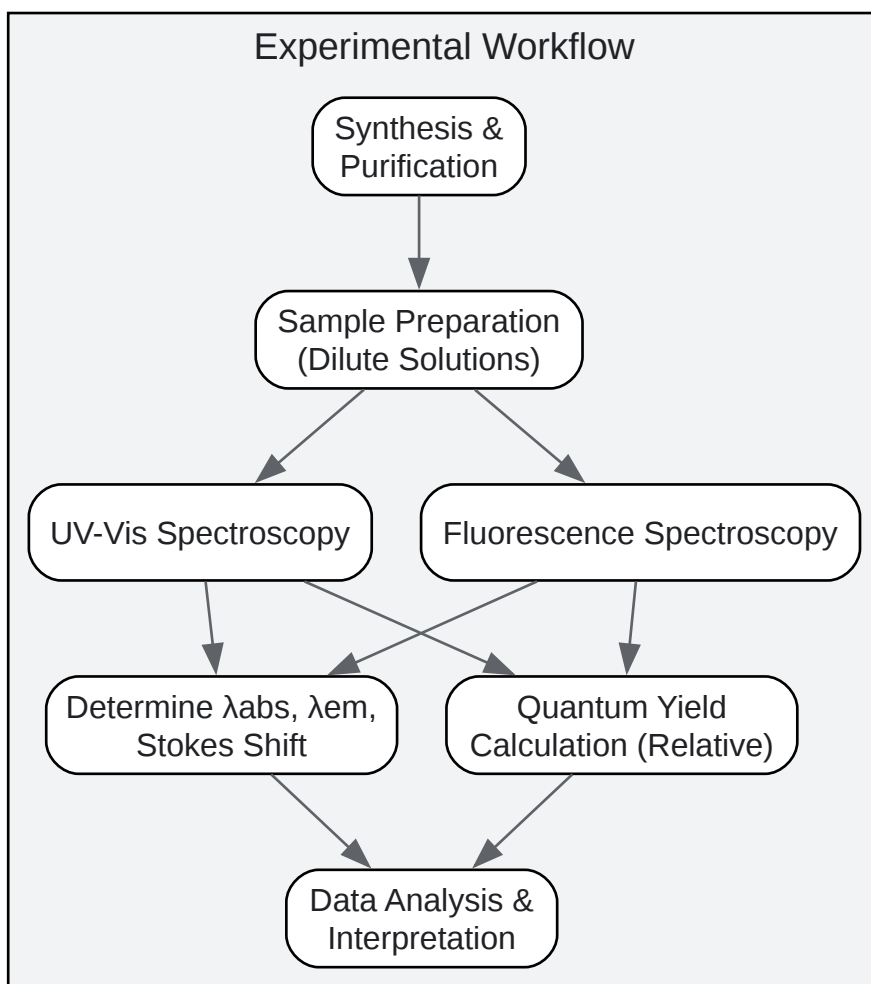 Experimental Workflow
Synthesis &
Purification
Sample Preparation
(Dilute Solutions)
UV-Vis Spectroscopy
Fluorescence Spectroscopy
Determine λabs, λem,
Stokes Shift
Quantum Yield
Calculation (Relative)
Data Analysis &
Interpretation